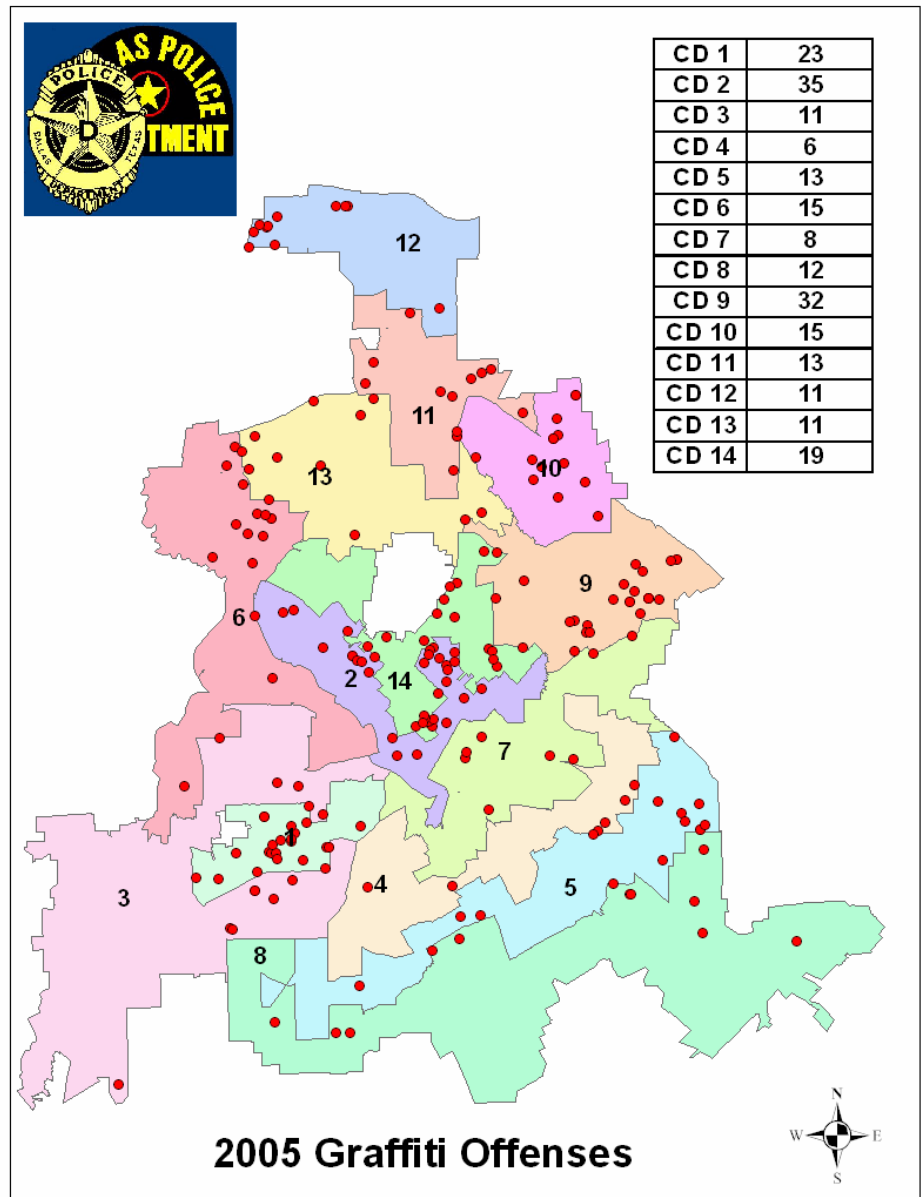 AS POLICE
TMENT
POLICE
D
DALLAS
TEXAS
DEPARTMENT
CD 1 23
CD 2 35
CD 3 11
CD 4 6
CD 5 13
CD 6 15
CD 7 8
CD 8 12
CD 9 32
CD 10 15
CD 11 13
CD 12 11
CD 13 11
CD 14 19
12
11
13
10
9
6
2
14
7
1
3
4
5
8
2005 Graffiti Offenses
N
W E
S